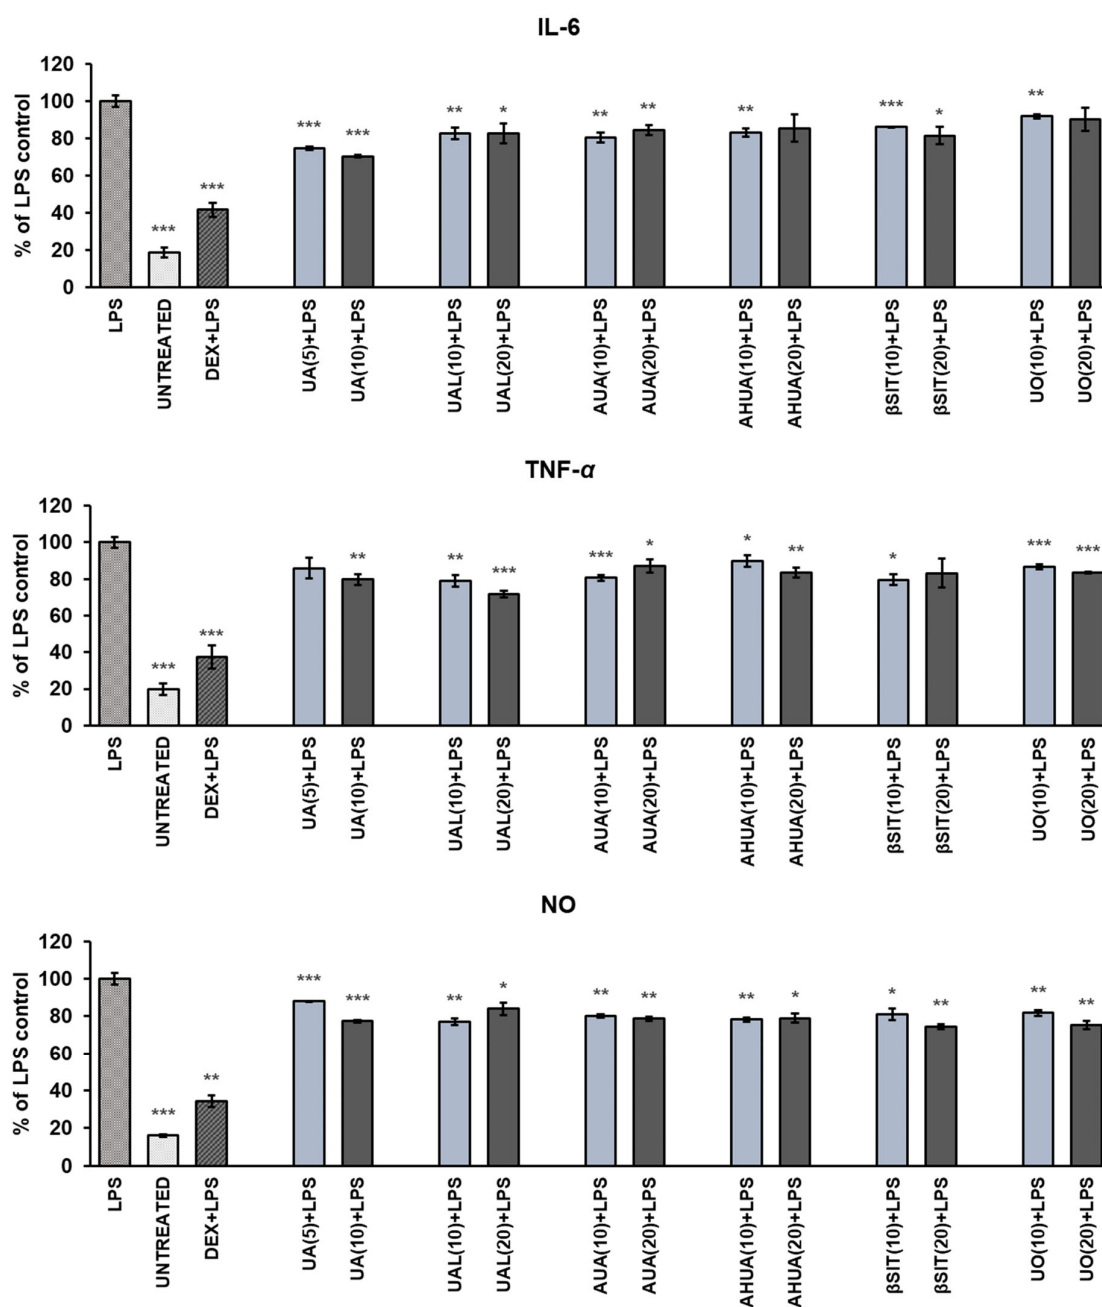 IL-6
% of LPS control
120
100
80
60
40
20
0
***
***
***
***
**
*
**
**
**
***
*
**
LPS
UNTREATED
DEX+LPS
UA(5)+LPS
UA(10)+LPS
UAL(10)+LPS
UAL(20)+LPS
AUA(10)+LPS
AUA(20)+LPS
AHUA(10)+LPS
AHUA(20)+LPS
βSIT(10)+LPS
βSIT(20)+LPS
UO(10)+LPS
UO(20)+LPS
TNF-α
% of LPS control
120
100
80
60
40
20
0
***
***
**
**
***
***
*
*
**
*
***
***
LPS
UNTREATED
DEX+LPS
UA(5)+LPS
UA(10)+LPS
UAL(10)+LPS
UAL(20)+LPS
AUA(10)+LPS
AUA(20)+LPS
AHUA(10)+LPS
AHUA(20)+LPS
βSIT(10)+LPS
βSIT(20)+LPS
UO(10)+LPS
UO(20)+LPS
NO
% of LPS control
120
100
80
60
40
20
0
***
**
***
***
**
*
**
**
**
*
*
**
**
**
LPS
UNTREATED
DEX+LPS
UA(5)+LPS
UA(10)+LPS
UAL(10)+LPS
UAL(20)+LPS
AUA(10)+LPS
AUA(20)+LPS
AHUA(10)+LPS
AHUA(20)+LPS
βSIT(10)+LPS
βSIT(20)+LPS
UO(10)+LPS
UO(20)+LPS